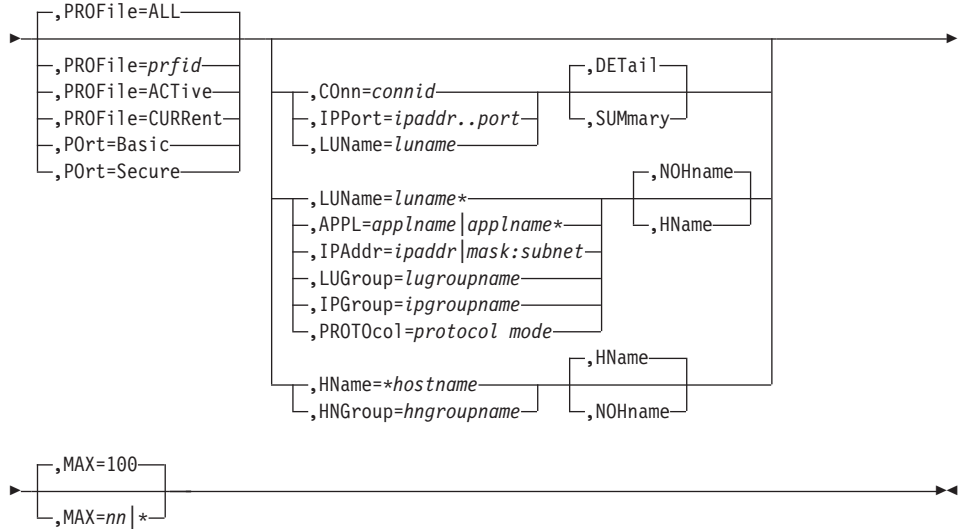 ,PROFile=ALL
,PROFile=prfid
,PROFile=ACTive
,PROFile=CURRent
,POrt=Basic
,POrt=Secure
,COnn=connid
,IPPort=ipaddr..port
,LUName=luname
,DETail
,SUMmary
,LUName=luname*
,APPL=applname|applname*
,IPAddr=ipaddr|mask:subnet
,LUGroup=lugroupname
,IPGroup=ipgroupname
,PROTOcol=protocol mode
,NOHname
,HName
,HName=*hostname
,HNGroup=hngroupname
,HName
,NOHname
,MAX=100
,MAX=nn|*